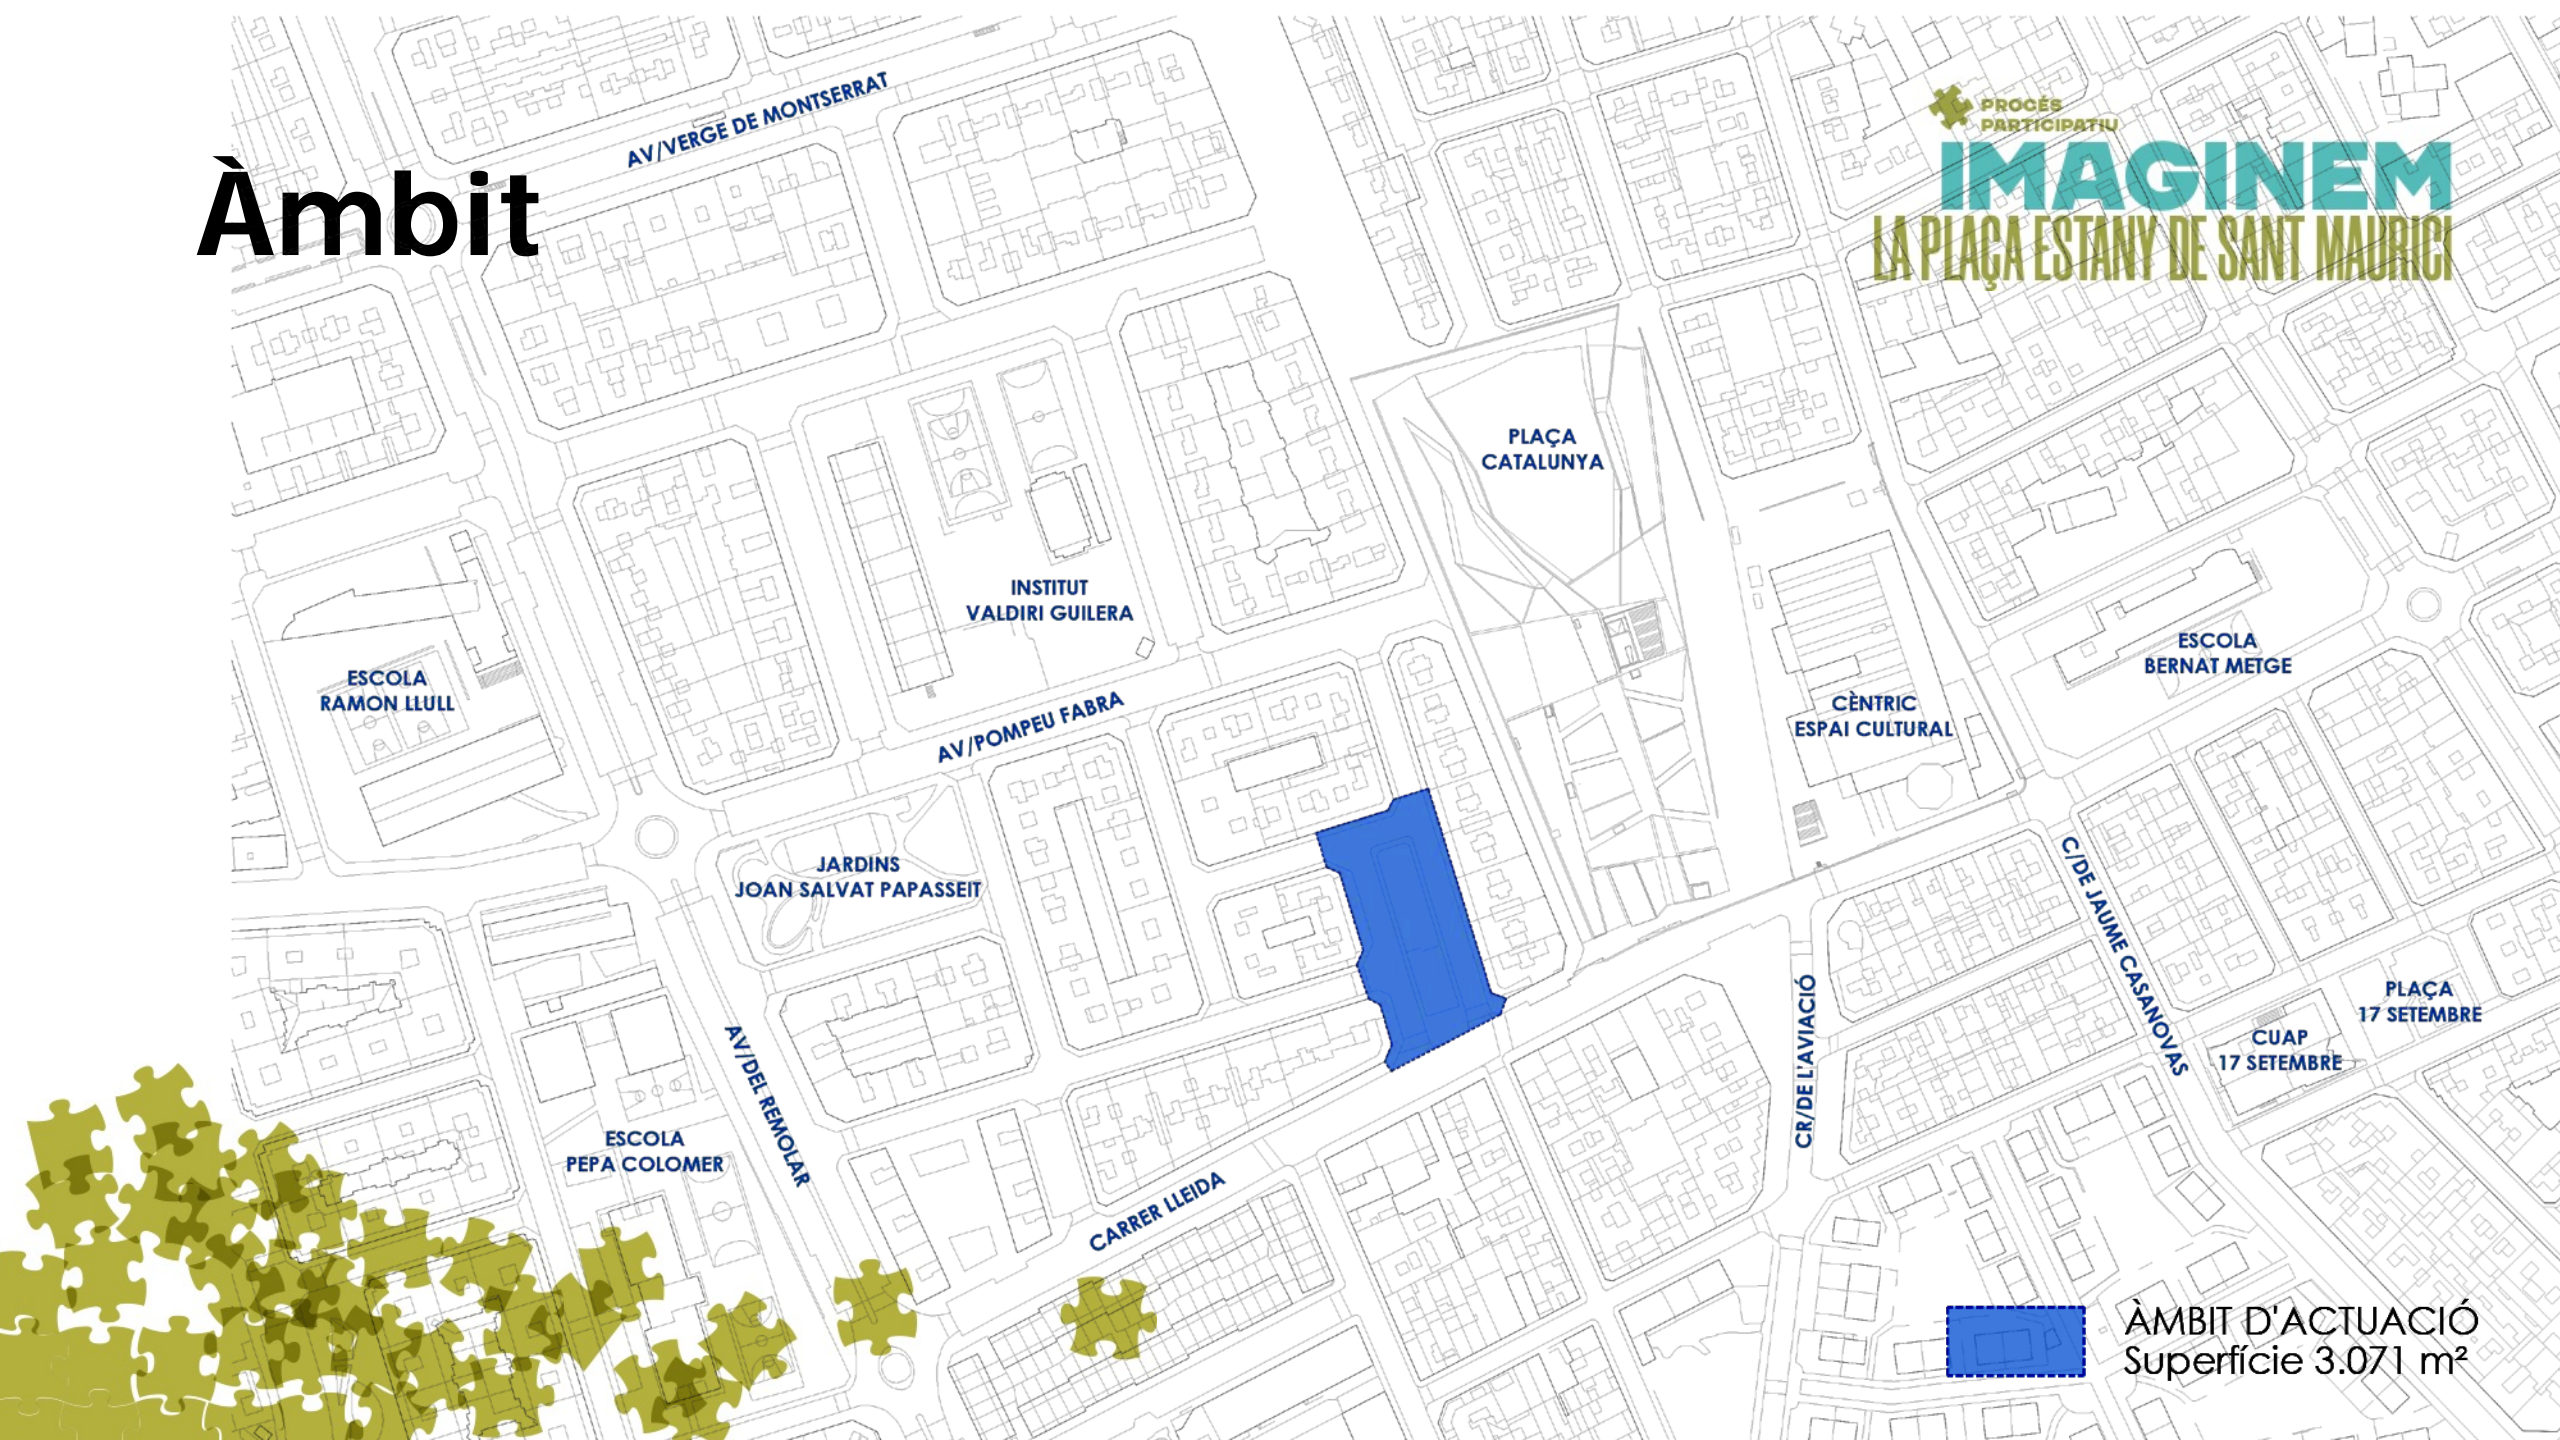 Àmbit
PROCÉS
PARTICIPATIU
IMAGINEM
LA PLAÇA ESTANY DE SANT MAURICI
AV/VERGE DE MONTSERRAT
PLAÇA
CATALUNYA
INSTITUT
VALDIRI GUILERA
ESCOLA
RAMON LLULL
ESCOLA
BERNAT METGE
CÈNTRIC
ESPAI CULTURAL
AV/POMPEU FABRA
JARDINS
JOAN SALVAT PAPASSEIT
C/DE JAUME CASANOVAS
PLAÇA
17 SETEMBRE
CUAP
17 SETEMBRE
CR/DE L'AVIACIÓ
AV/DEL REMOLAR
ESCOLA
PEPA COLOMER
CARRER LLEIDA
ÀMBIT D'ACTUACIÓ
Superfície 3.071 m²